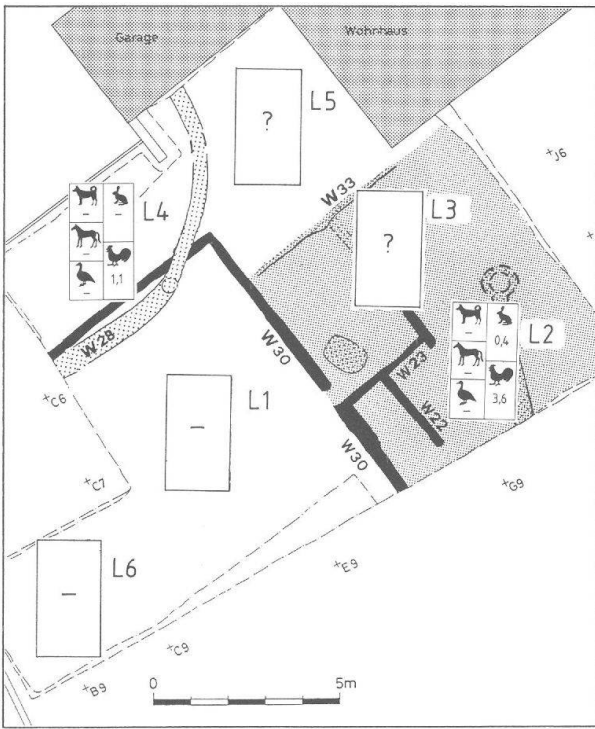 Garage
Wohnhaus
?
L5
+J6
W33
L4
L3
–
–
–
–
1,1
?
W28
W30
L2
–
0,4
–
–
3,6
W23
W22
+C6
L1
–
W30
+C7
+G9
L6
–
+E9
+C9
+B9
0
5m